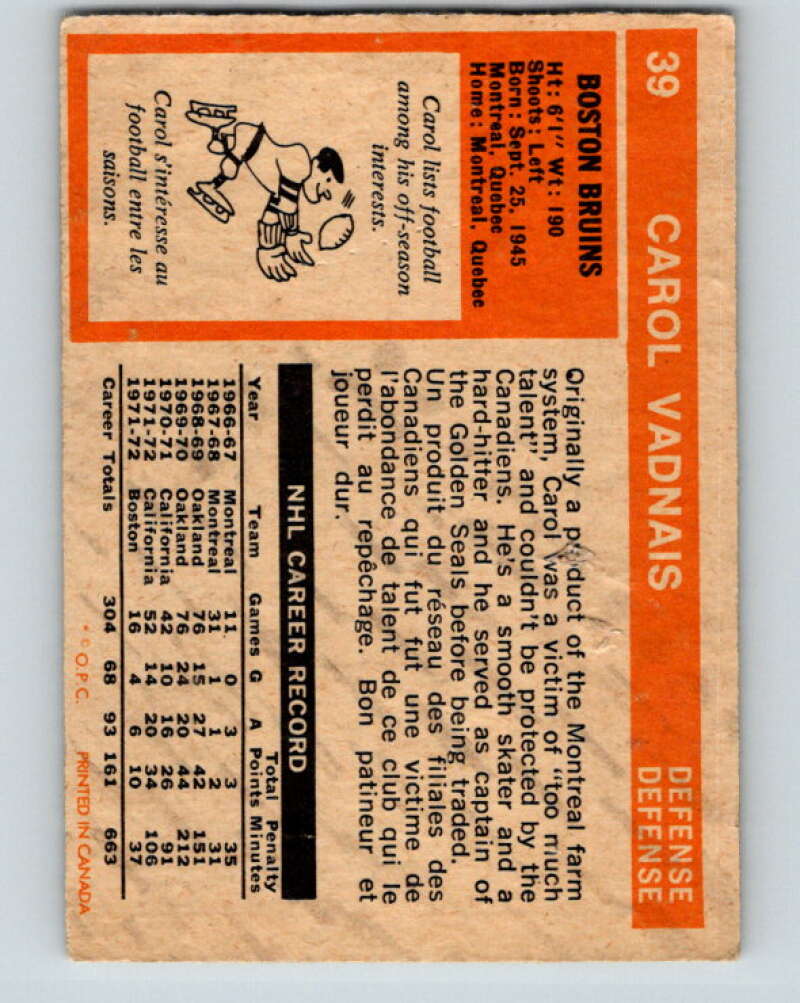 39 CAROL VADNAIS DEFENSE
DEFENSE
BOSTON BRUINS
Ht: 6'1" Wt: 190
Shoots: Left
Born: Sept. 25, 1945
Montreal, Quebec
Home: Montreal, Quebec
Carol lists football
among his off-season
interests.
Carol s'intéresse au
football entre les
saisons.
Originally a product of the Montreal farm
system, Carol was a victim of "too much
talent" and couldn't be protected by the
Canadiens. He's a smooth skater and a
hard-hitter and he served as captain of
the Golden Seals before being traded.
Un produit du réseau des filiales des
Canadiens qui fut fut une victime de
l'abondance de talent de ce club qui le
perdit au repêchage. Bon patineur et
joueur dur.
NHL CAREER RECORD
Total Penalty
Year Team Games G A Points Minutes
1966-67 Montreal 11 0 3 3 35
1967-68 Montreal 31 1 1 2 31
1968-69 Oakland 76 15 27 42 151
1969-70 Oakland 76 24 20 44 212
1970-71 California 42 10 16 26 91
1971-72 California 52 14 20 34 106
1971-72 Boston 16 4 6 10 37
Career Totals 304 68 93 161 663
* © O.P.C. PRINTED IN CANADA